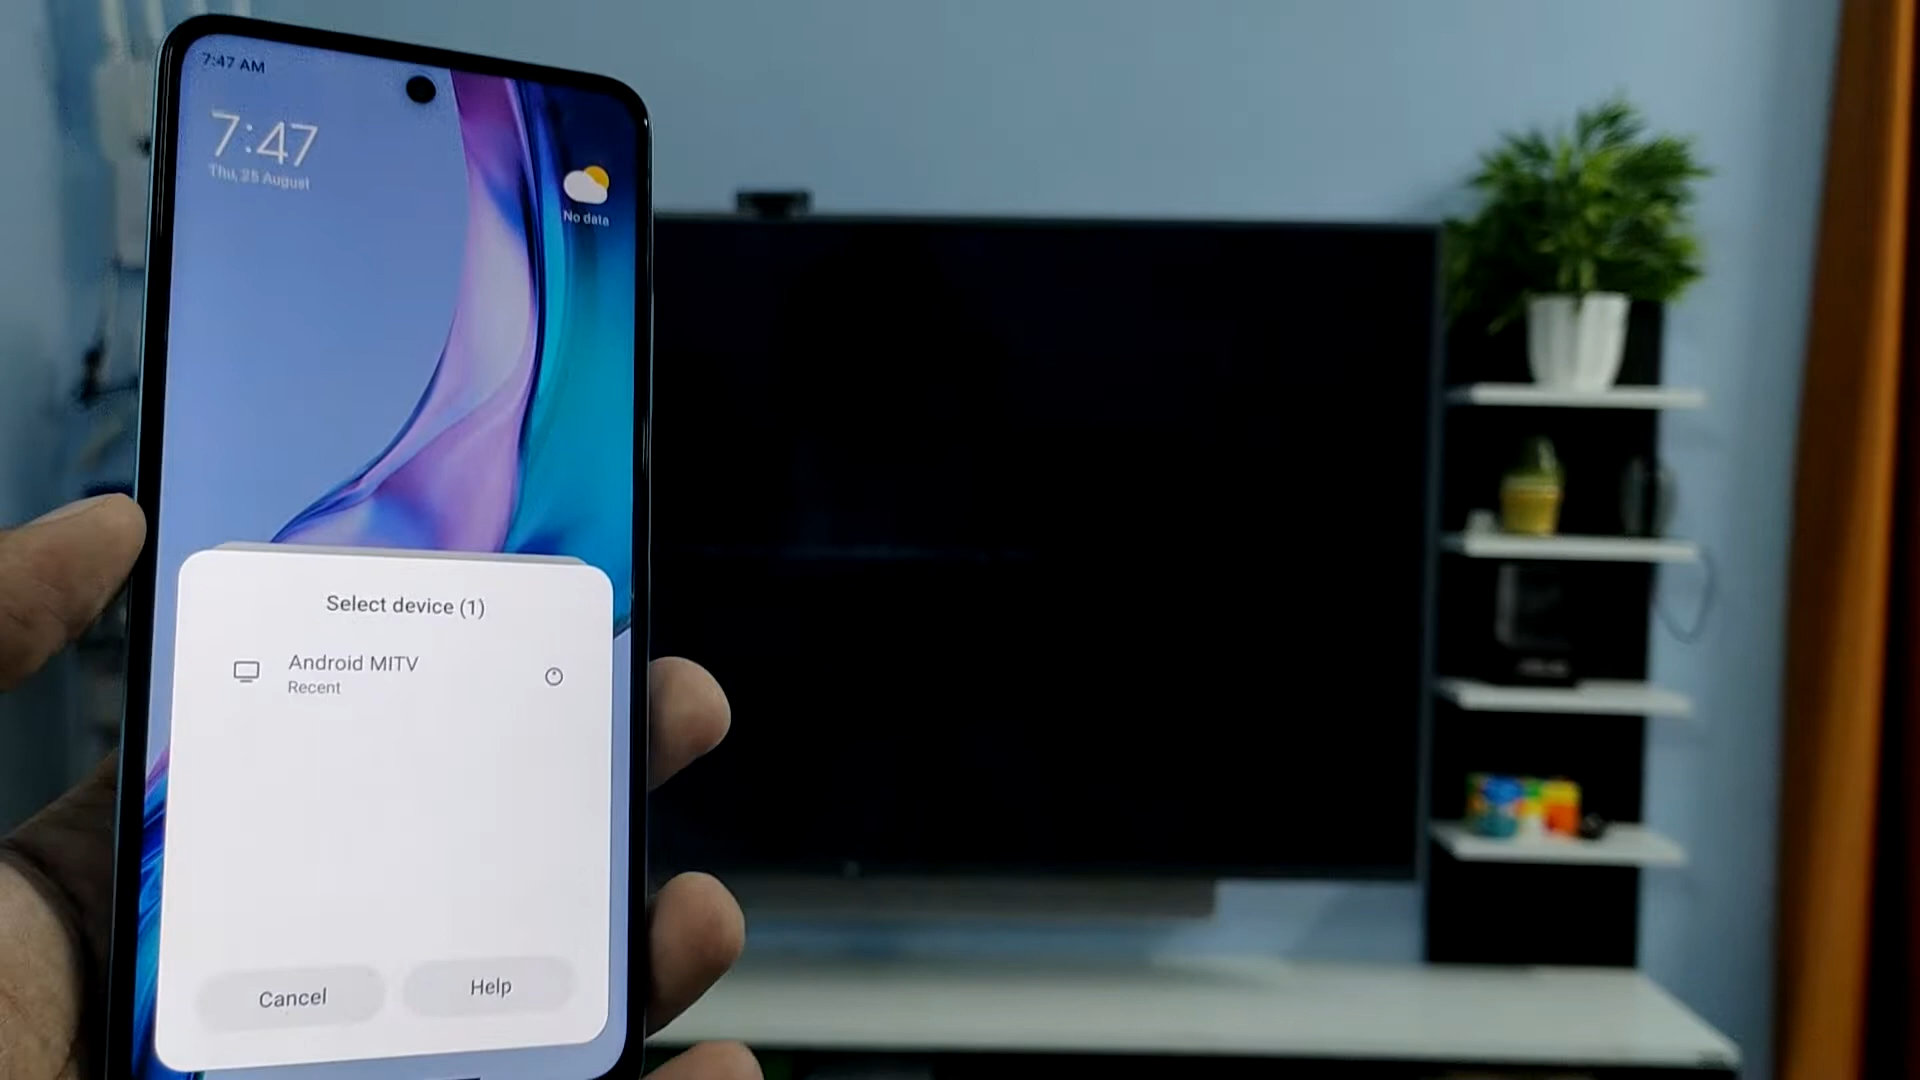 7:47 AM
7:47
Thu, 25 August
No data
Select device (1)
Android MITV
Recent
Cancel
Help